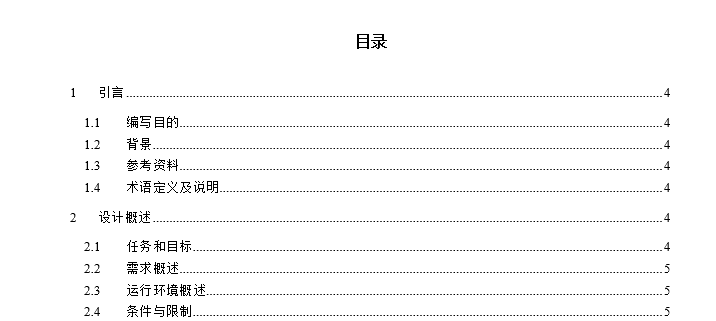 目录
1 引言 4
1.1 编写目的 4
1.2 背景 4
1.3 参考资料 4
1.4 术语定义及说明 4
2 设计概述 4
2.1 任务和目标 4
2.2 需求概述 5
2.3 运行环境概述 5
2.4 条件与限制 5